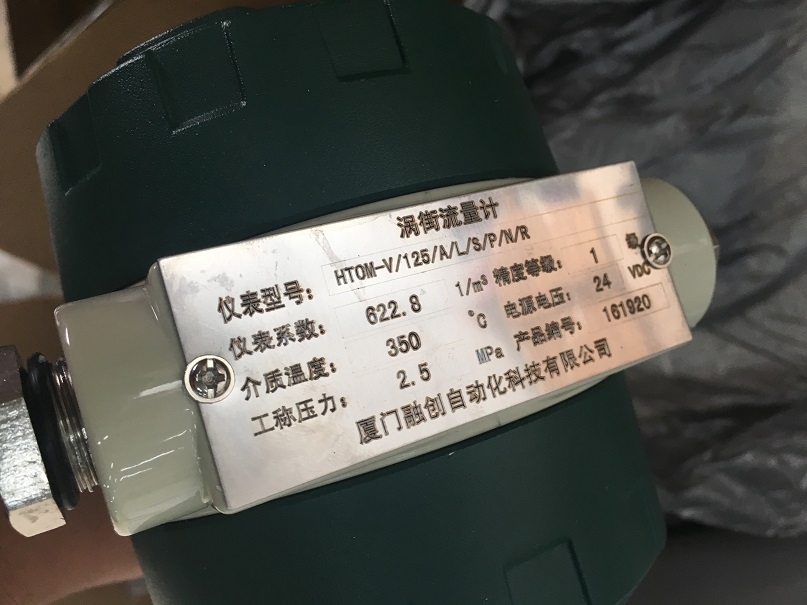 涡街流量计
仪表型号： HTOM-V/125/A/L/S/P/N/R
仪表系数： 622.8 1/m³ 精度等级： 1 级
介质温度： 350 ℃ 电源电压： 24 VDC
工称压力： 2.5 MPa 产品编号： 161920
厦门融创自动化科技有限公司